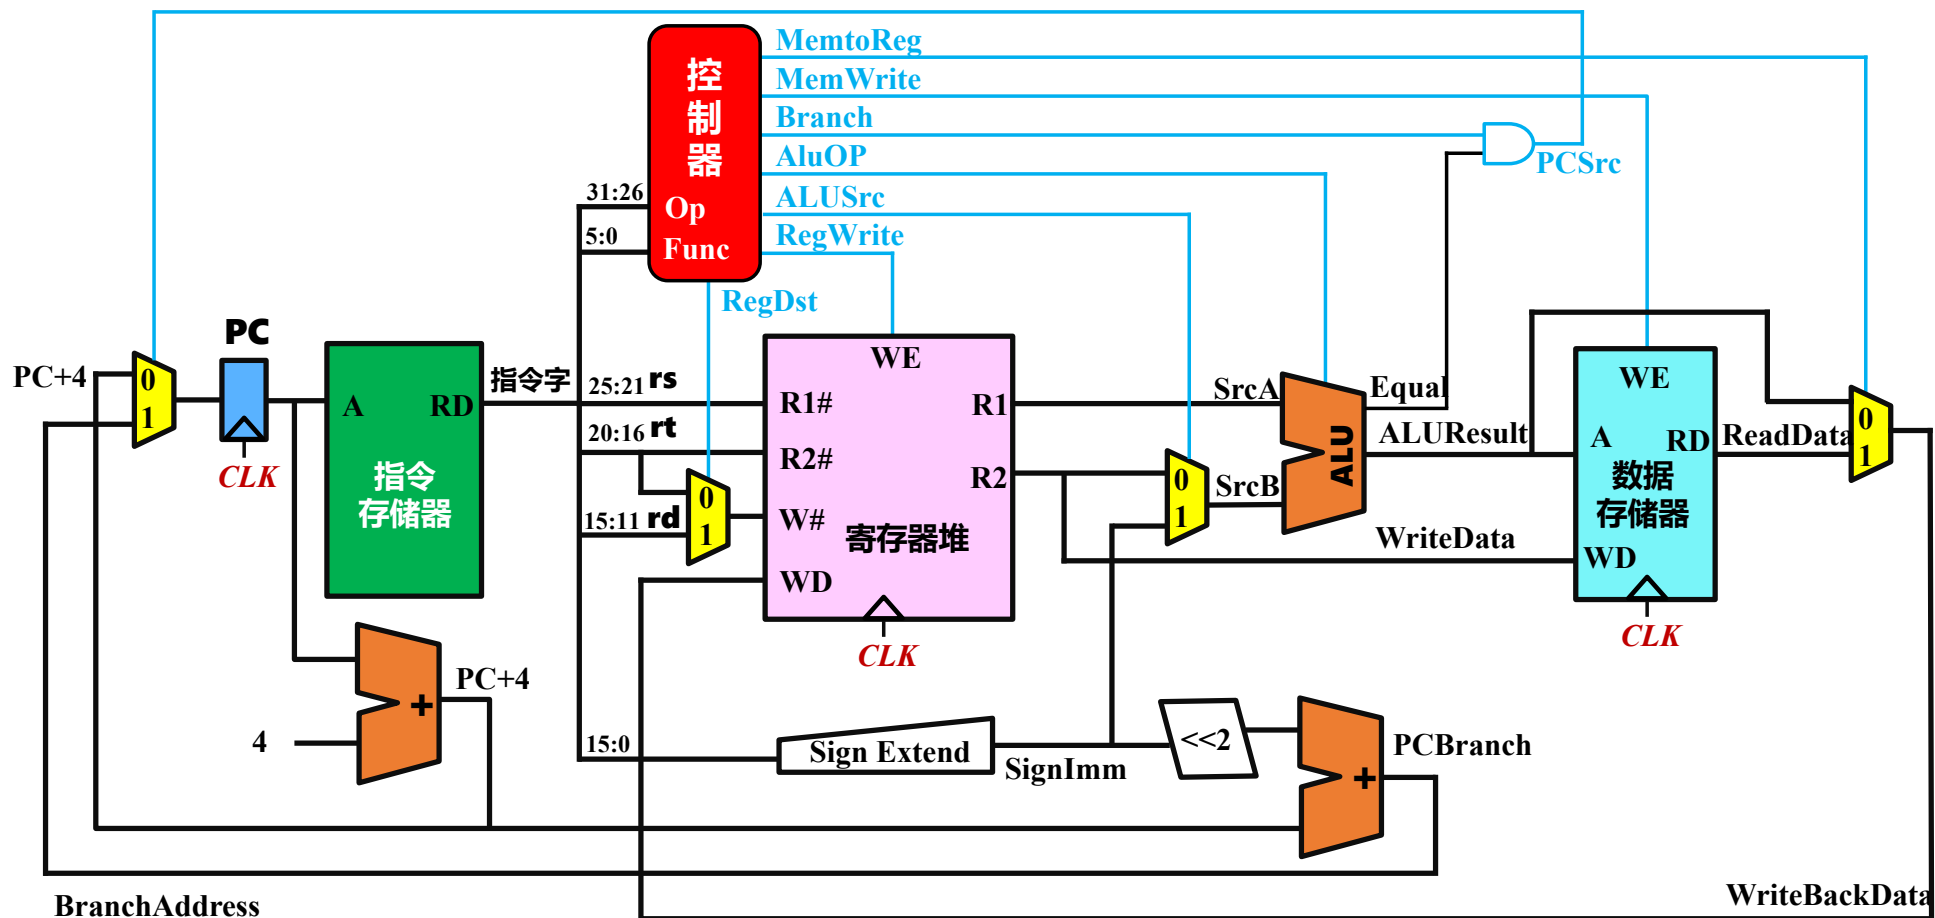 MemtoReg
MemWrite
Branch
AluOP
ALUSrc
RegWrite
控制器
Op
Func
31:26
5:0
RegDst
PCSrc
PC+4
0
1
PC
CLK
A
RD
指令
存储器
指令字
25:21 rs
20:16 rt
15:11 rd
0
1
WE
R1#
R2#
W#
WD
R1
R2
寄存器堆
CLK
0
1
SrcA
SrcB
ALU
Equal
ALUResult
WriteData
WE
A
RD
数据
存储器
WD
CLK
ReadData
0
1
4
+
PC+4
15:0
Sign Extend
SignImm
<<2
+
PCBranch
BranchAddress
WriteBackData